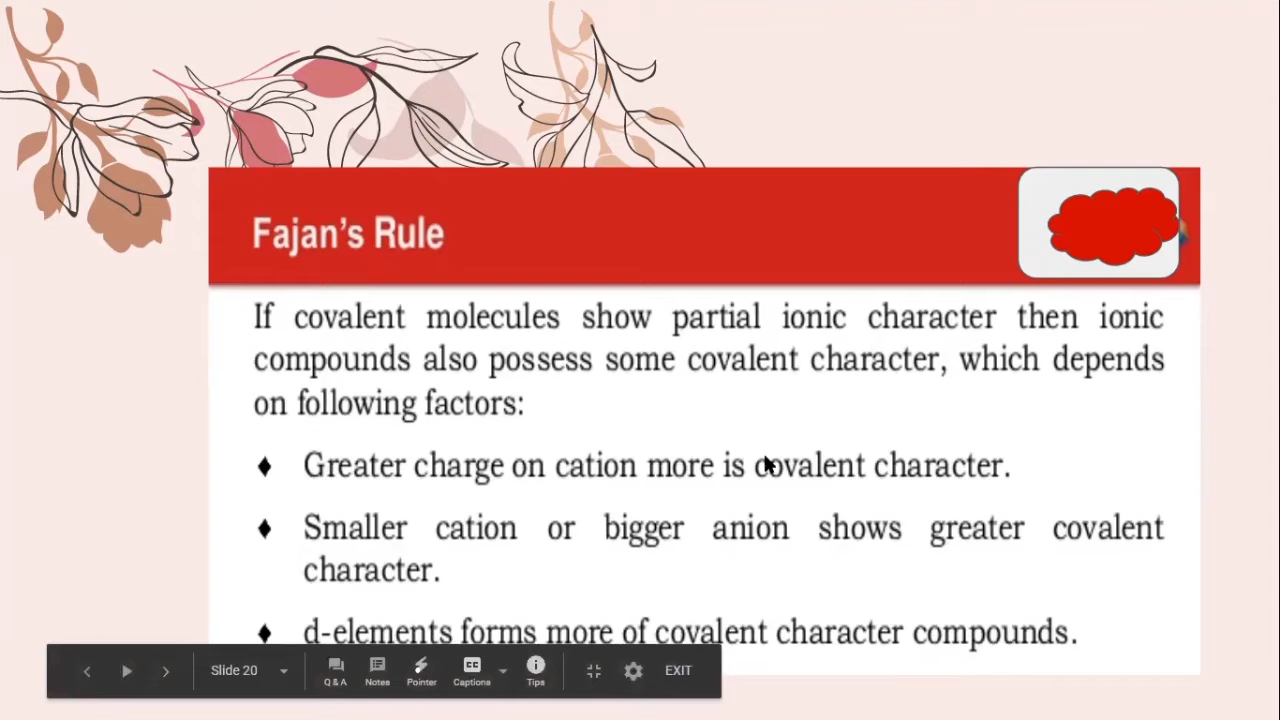 Fajan's Rule
If covalent molecules show partial ionic character then ionic
compounds also possess some covalent character, which depends
on following factors:
♦ Greater charge on cation more is covalent character.
♦ Smaller cation or bigger anion shows greater covalent
character.
♦ d-elements forms more of covalent character compounds.
Slide 20
Q & A
Notes
Pointer
CC
Captions
Tips
EXIT